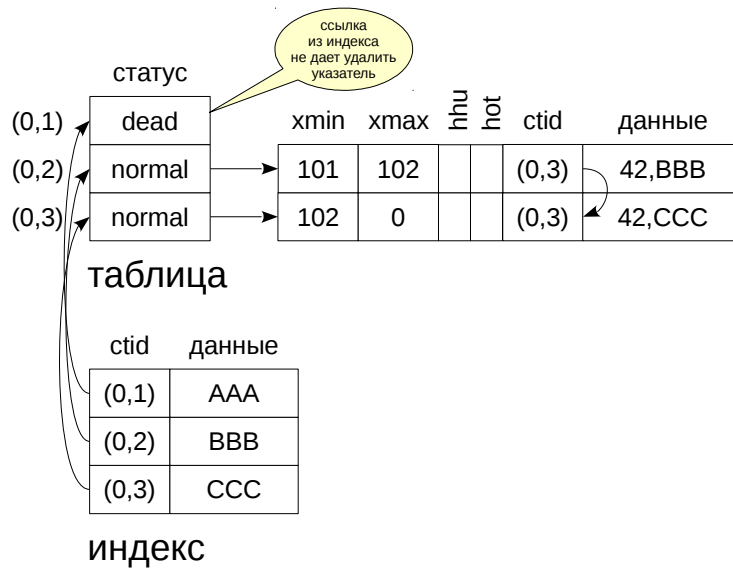 ссылка
из индекса
не дает удалить
указатель
статус
(0,1) dead xmin xmax hhu hot ctid данные
(0,2) normal 101 102 (0,3) 42,BBB
(0,3) normal 102 0 (0,3) 42,CCC
таблица
ctid данные
(0,1) AAA
(0,2) BBB
(0,3) CCC
индекс